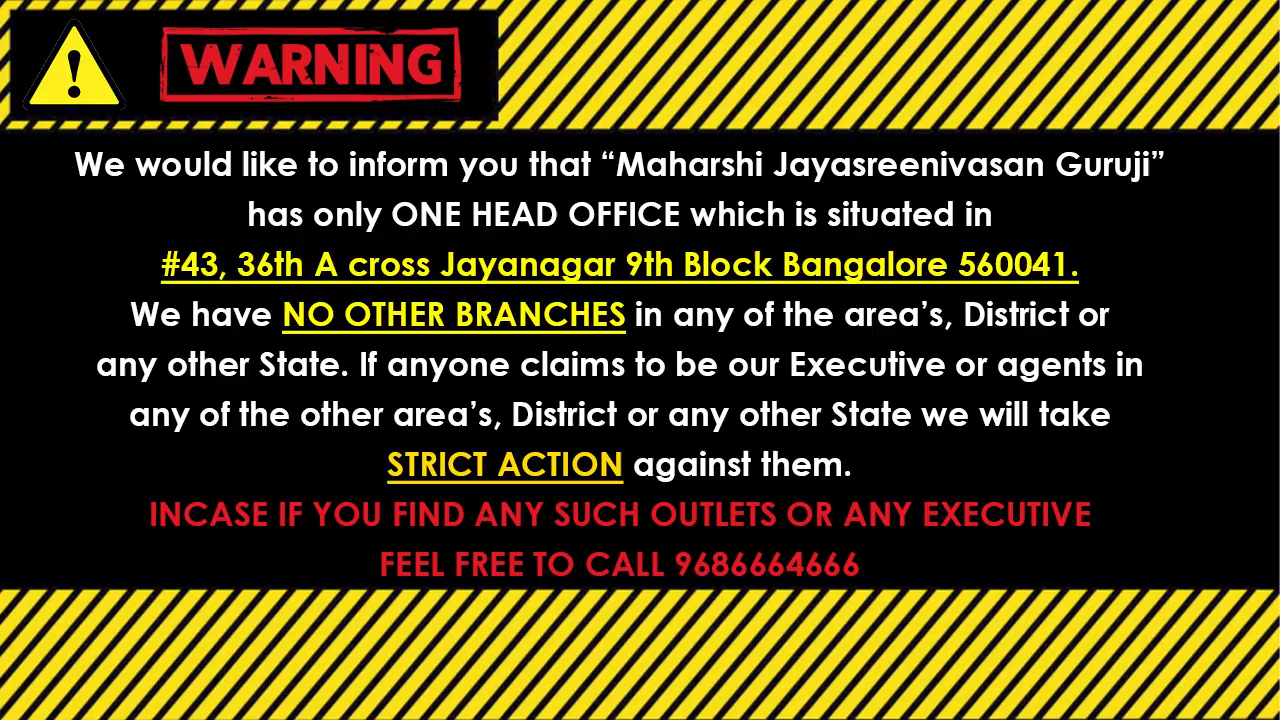 WARNING
We would like to inform you that “Maharshi Jayasreenivasan Guruji”
has only ONE HEAD OFFICE which is situated in
#43, 36th A cross Jayanagar 9th Block Bangalore 560041.
We have NO OTHER BRANCHES in any of the area’s, District or
any other State. If anyone claims to be our Executive or agents in
any of the other area’s, District or any other State we will take
STRICT ACTION against them.
INCASE IF YOU FIND ANY SUCH OUTLETS OR ANY EXECUTIVE
FEEL FREE TO CALL 9686664666